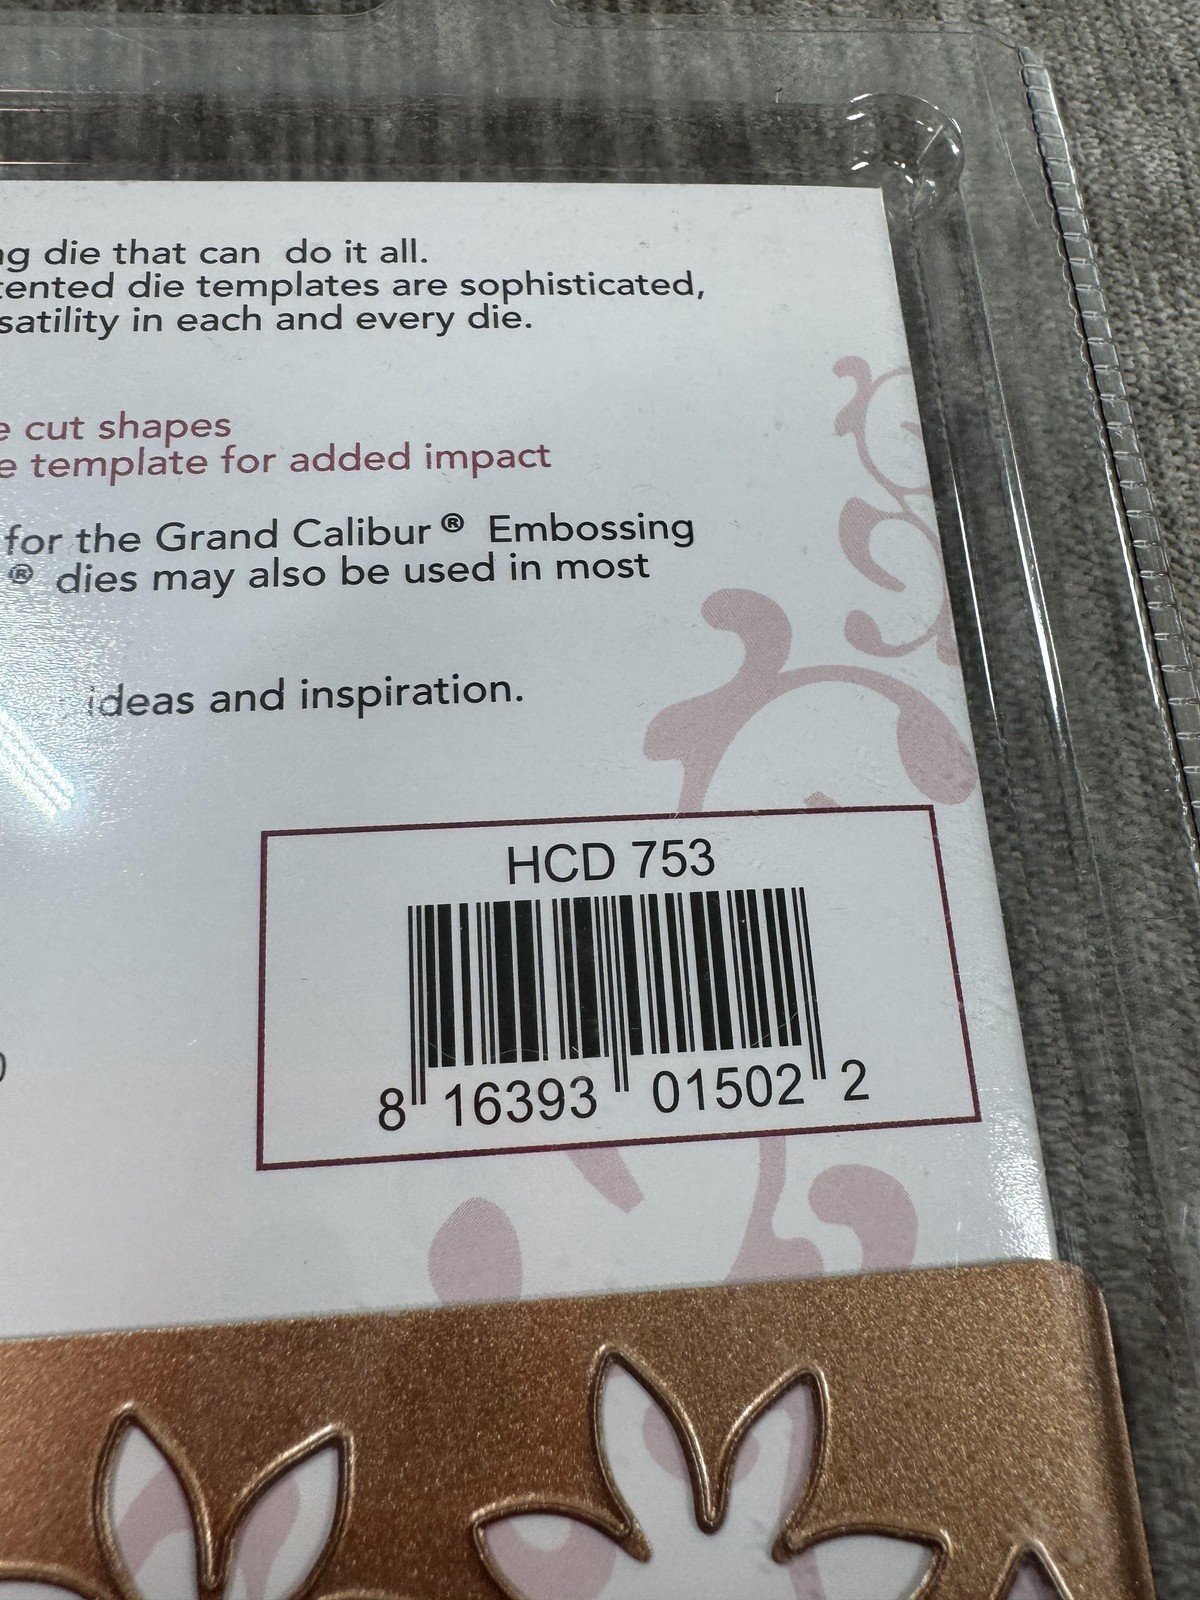 die that can do it all.
die templates are sophisticated,
in each and every die.
cut shapes
template for added impact
for the Grand Calibur® Embossing
® dies may also be used in most
ideas and inspiration.
HCD 753
8 16393 01502 2